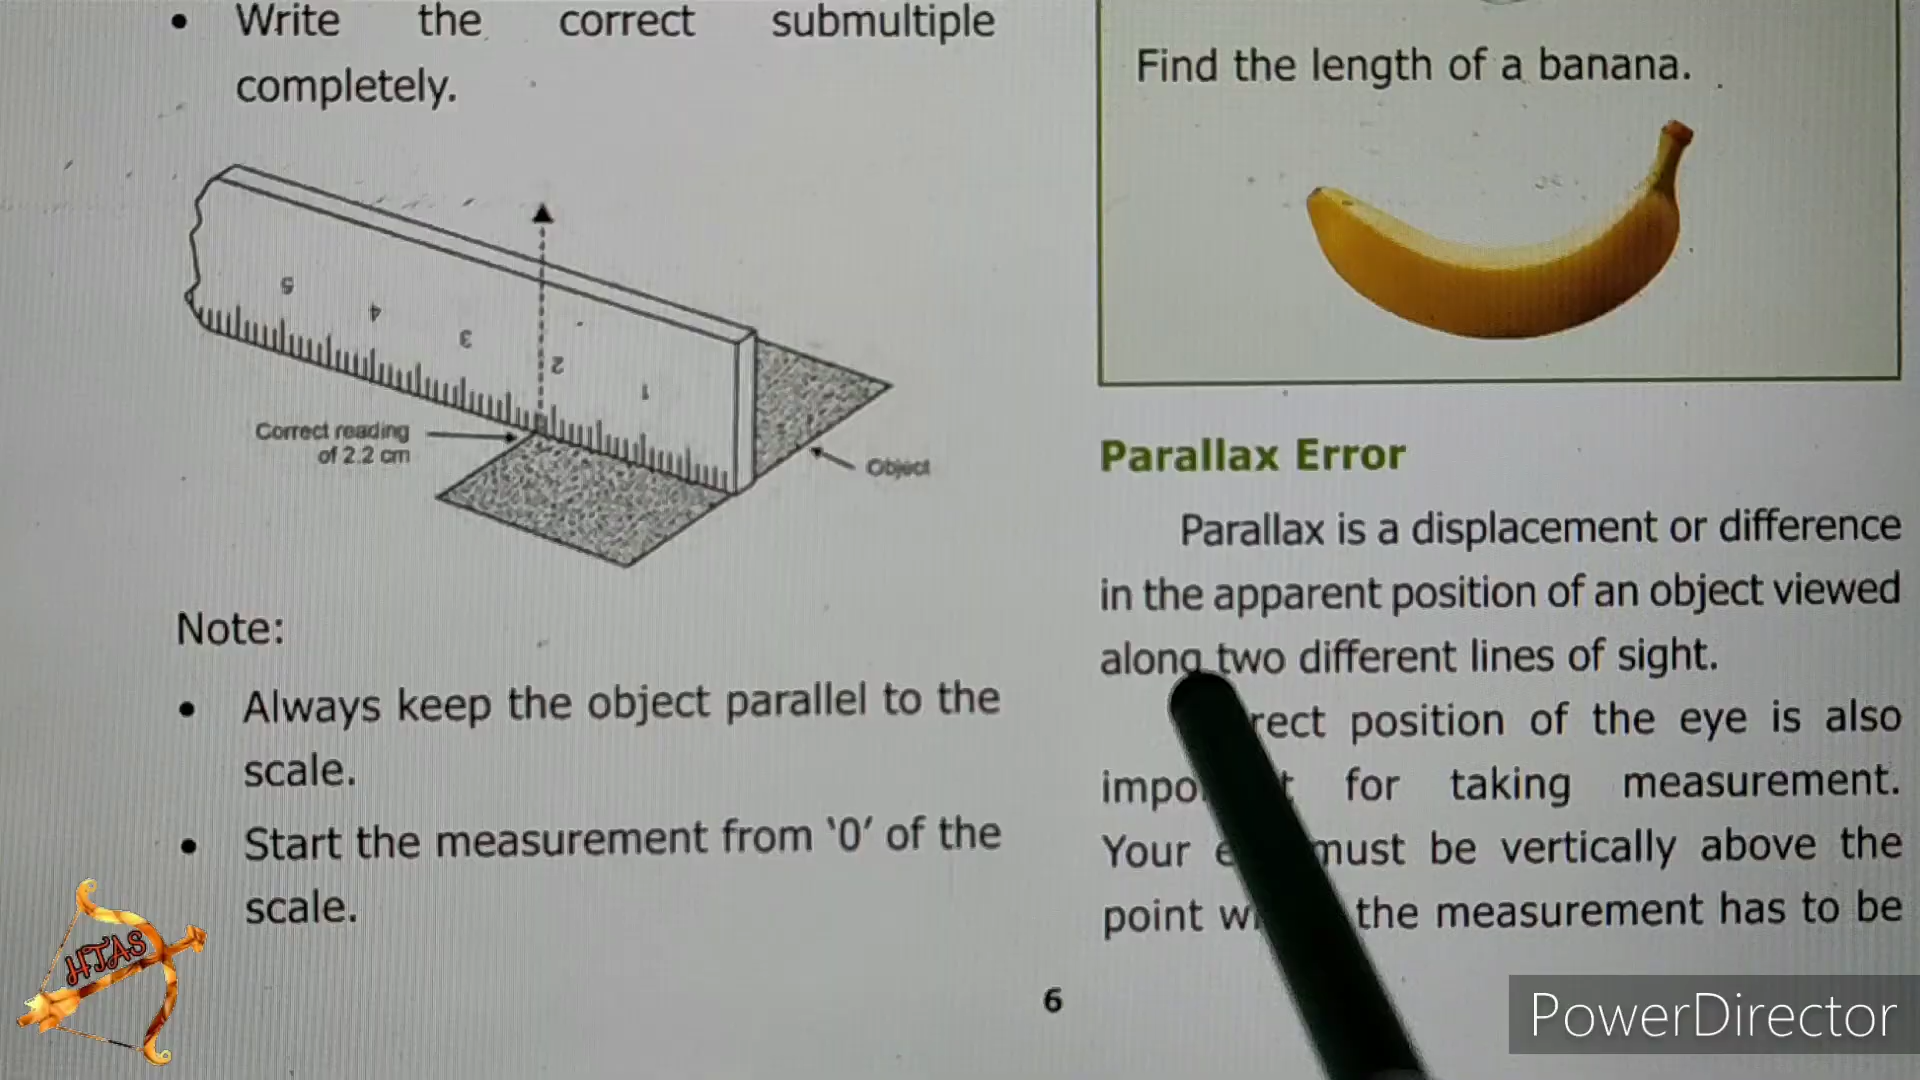 • Write the correct submultiple
completely.
5
4
3
2
1
Correct reading
of 2.2 cm
Object
Note:
• Always keep the object parallel to the
scale.
• Start the measurement from ‘0’ of the
scale.
Find the length of a banana.
Parallax Error
Parallax is a displacement or difference
in the apparent position of an object viewed
along two different lines of sight.
position of the eye is also
for taking measurement.
Your must be vertically above the
point the measurement has to be
6
HTAS
PowerDirector